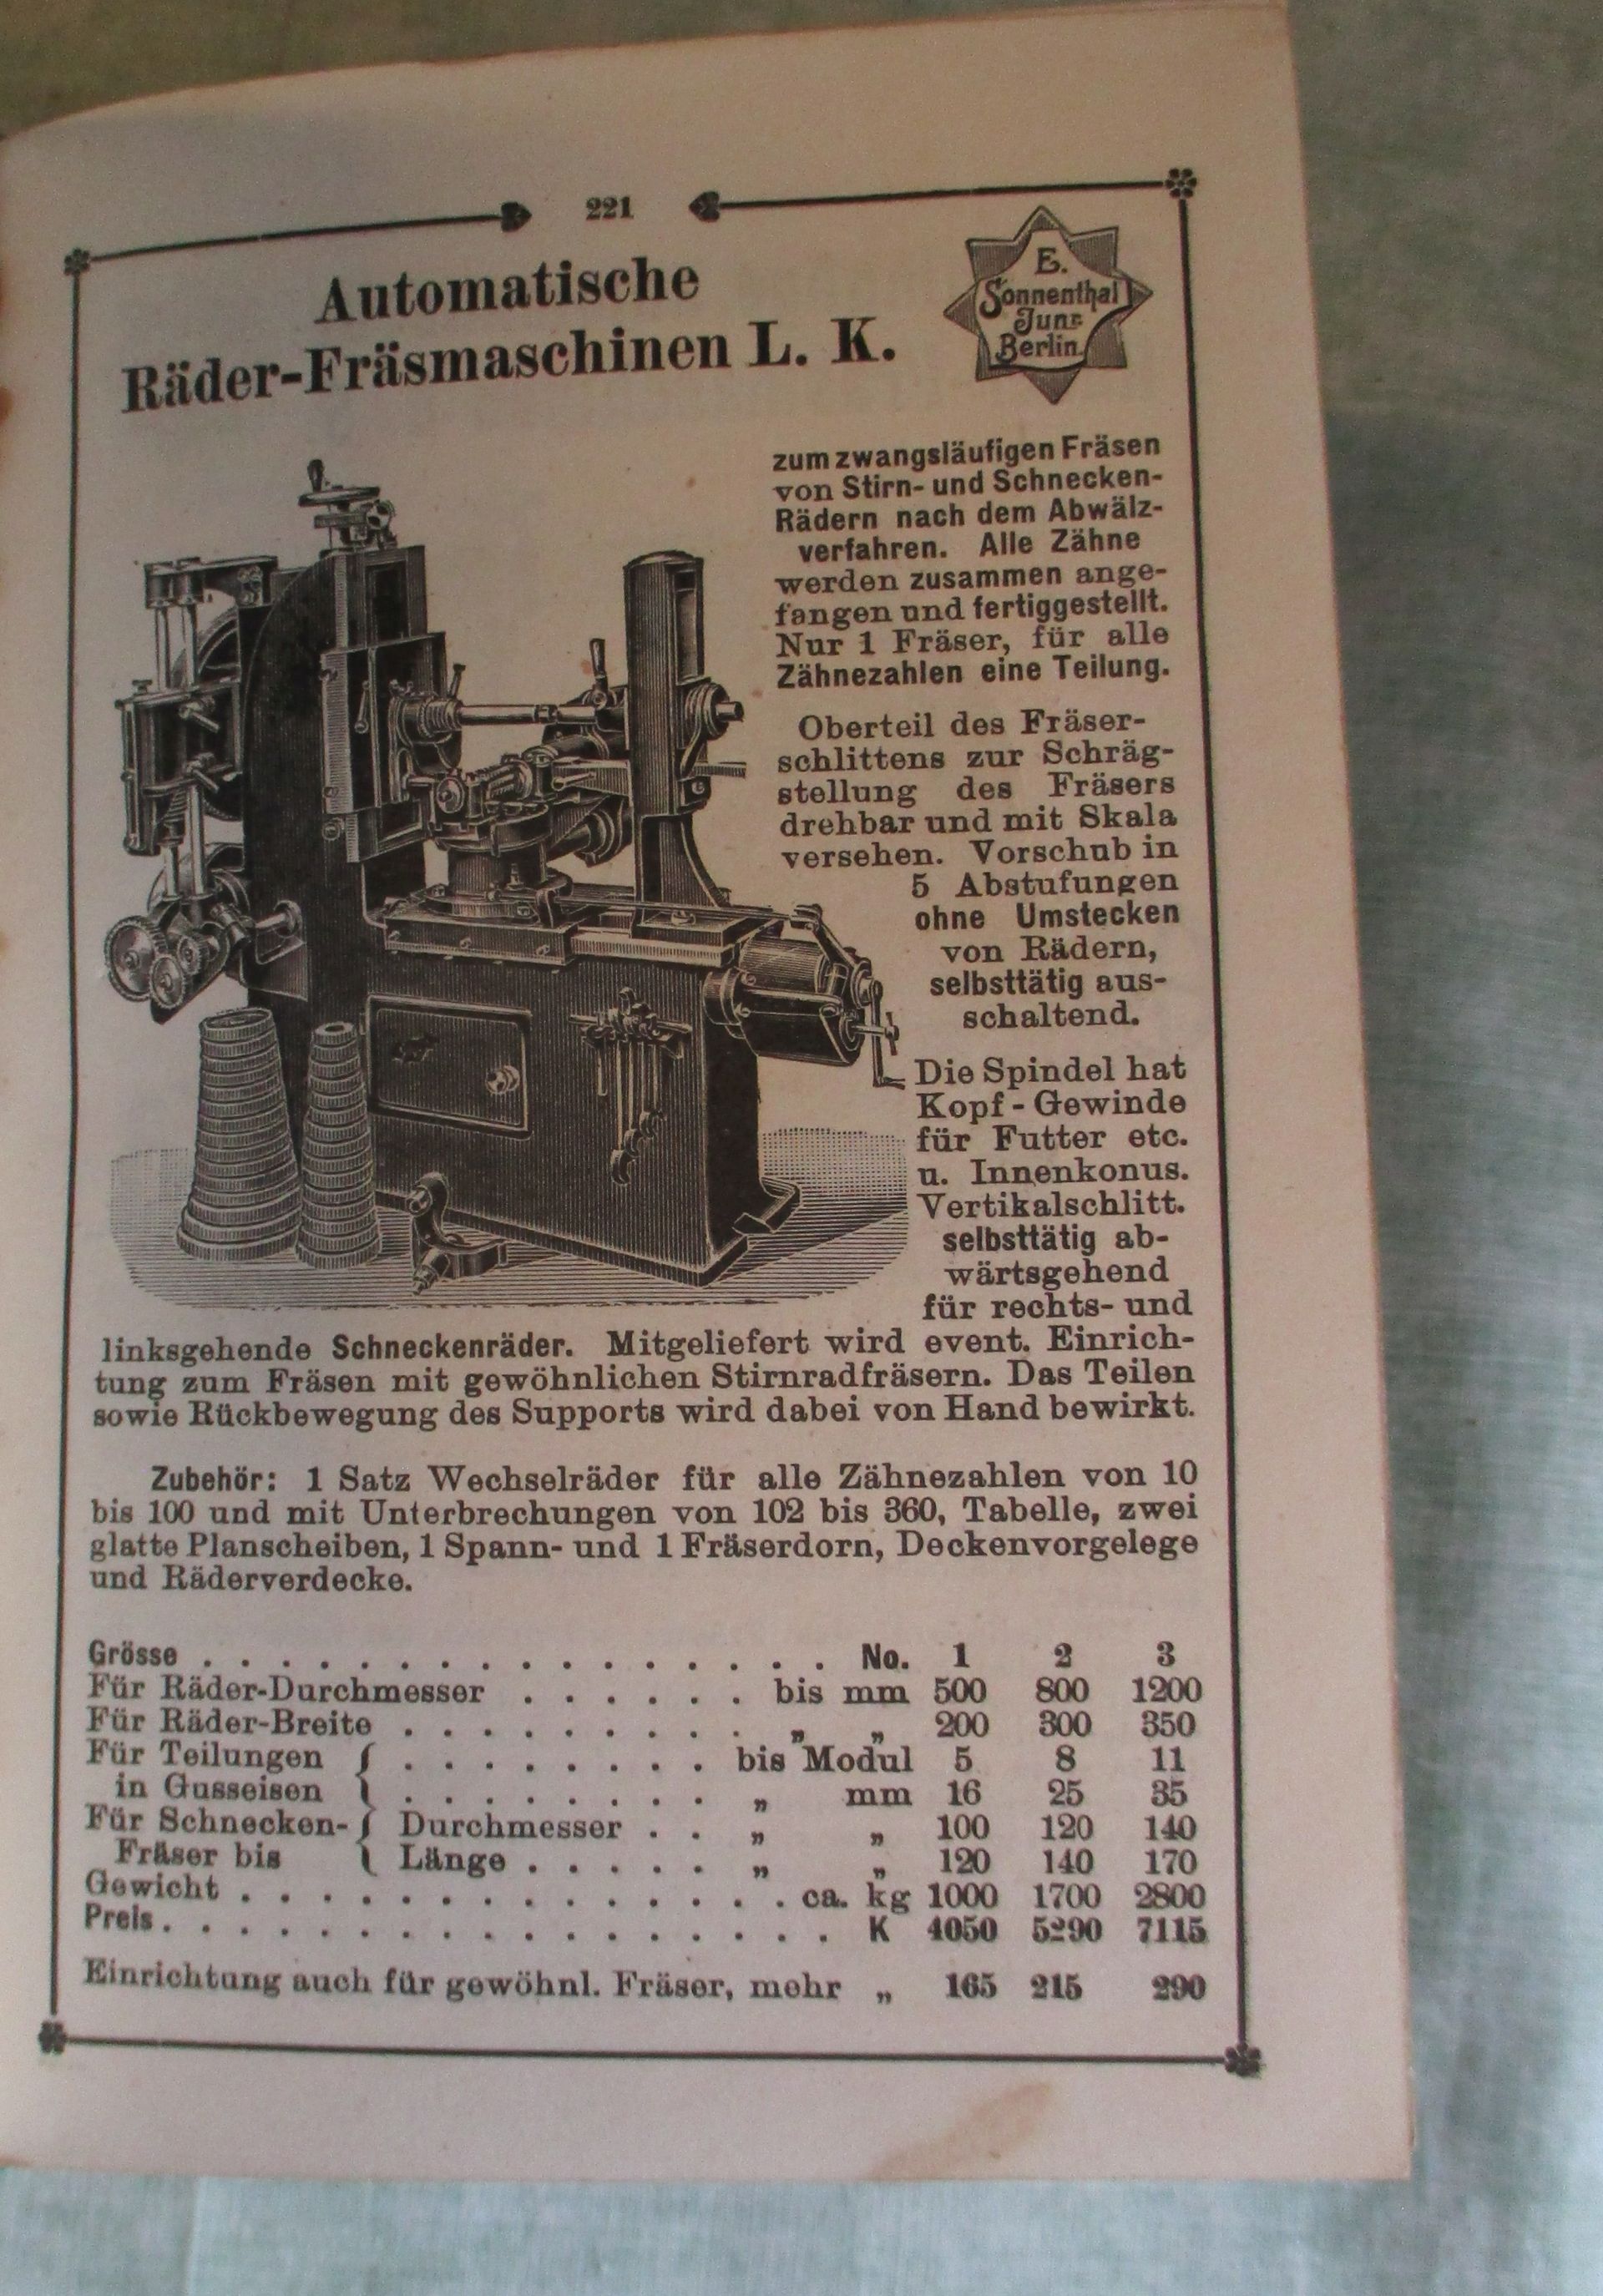 221
Automatische
Räder-Fräsmaschinen L. K.
E.
Sonnenthal
Junr
Berlin
zum zwangsläufigen Fräsen
von Stirn- und Schnecken-
Rädern nach dem Abwälz-
verfahren. Alle Zähne
werden zusammen ange-
fangen und fertiggestellt.
Nur 1 Fräser, für alle
Zähnezahlen eine Teilung.
Oberteil des Fräser-
schlittens zur Schräg-
stellung des Fräsers
drehbar und mit Skala
versehen. Vorschub in
5 Abstufungen
ohne Umstecken
von Rädern,
selbsttätig aus-
schaltend.
Die Spindel hat
Kopf - Gewinde
für Futter etc.
u. Innenkonus.
Vertikalschlitt.
selbsttätig ab-
wärtsgehend
für rechts- und
linksgehende Schneckenräder. Mitgeliefert wird event. Einrich-
tung zum Fräsen mit gewöhnlichen Stirnradfräsern. Das Teilen
sowie Rückbewegung des Supports wird dabei von Hand bewirkt.
Zubehör: 1 Satz Wechselräder für alle Zähnezahlen von 10
bis 100 und mit Unterbrechungen von 102 bis 360, Tabelle, zwei
glatte Planscheiben, 1 Spann- und 1 Fräserdorn, Deckenvorgelege
und Räderverdecke.
Grösse . . . . . . . . . . . . . . . . No. 1 2 3
Für Räder-Durchmesser . . . . . . bis mm 500 800 1200
Für Räder-Breite . . . . . . . . . „ „ 200 300 350
Für Teilungen { . . . . . . . . bis Modul 5 8 11
in Gusseisen { . . . . . . . . „ mm 16 25 35
Für Schnecken- { Durchmesser . . „ „ 100 120 140
Fräser bis { Länge . . . . . „ „ 120 140 170
Gewicht . . . . . . . . . . . . . . ca. kg 1000 1700 2800
Preis . . . . . . . . . . . . . . . . . K 4050 5290 7115
Einrichtung auch für gewöhnl. Fräser, mehr „ 165 215 290